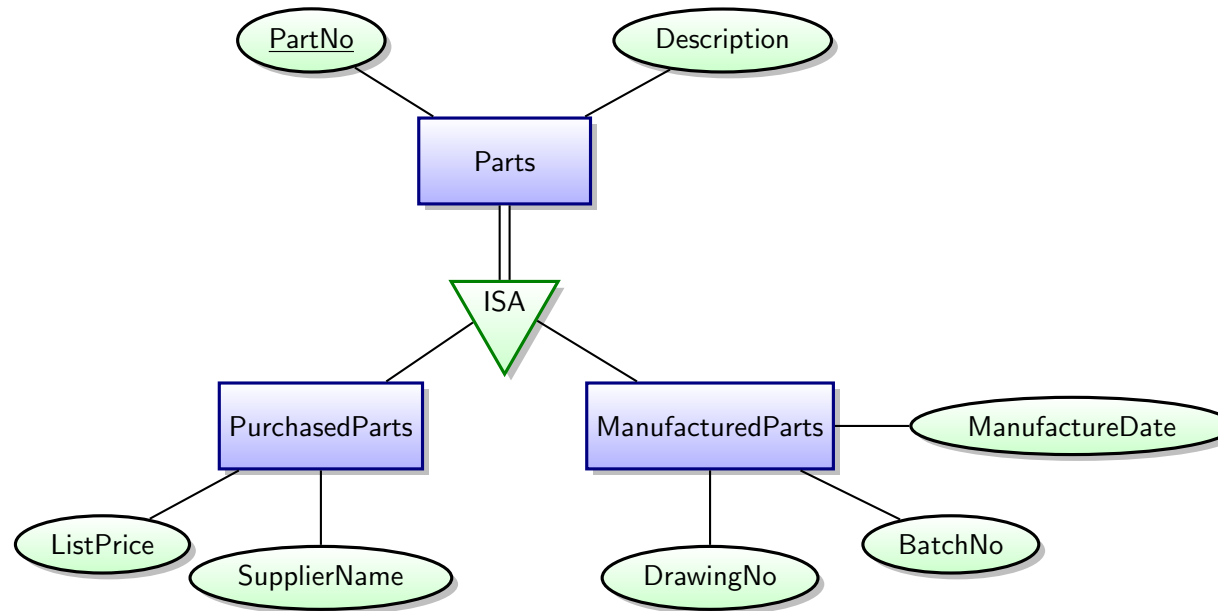 PartNo
Description
Parts
ISA
PurchasedParts
ManufacturedParts
ManufactureDate
ListPrice
SupplierName
DrawingNo
BatchNo